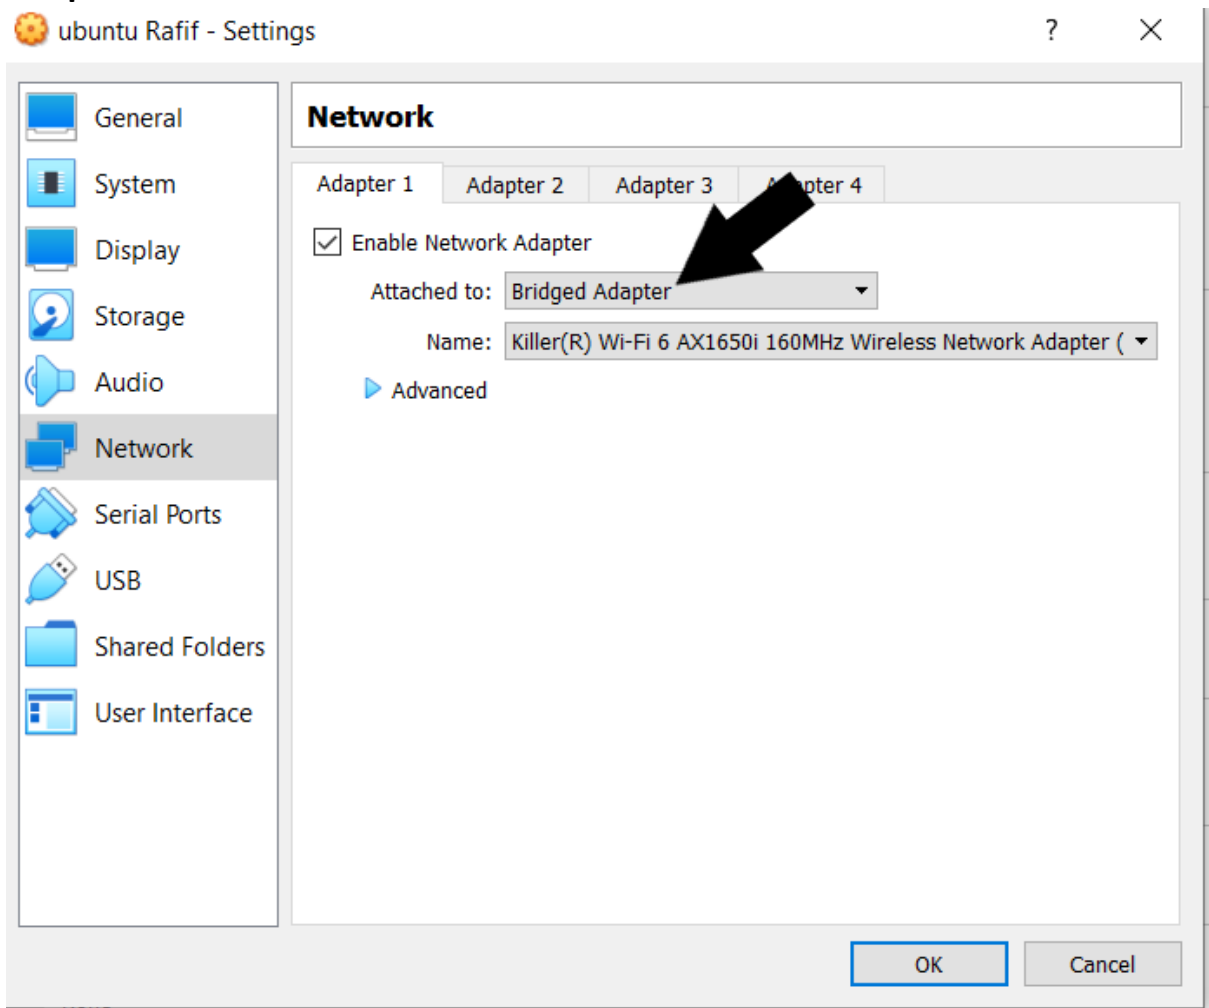 ubuntu Rafif - Settings
?
General
System
Display
Storage
Audio
Network
Serial Ports
USB
Shared Folders
User Interface
Network
Adapter 1 Adapter 2 Adapter 3
Enable Network Adapter
Attached to: Bridged Adapter
Name: Killer(R) Wi-Fi 6 AX1650i 160MHz Wireless Network Adapter (
Advanced
OK Cancel